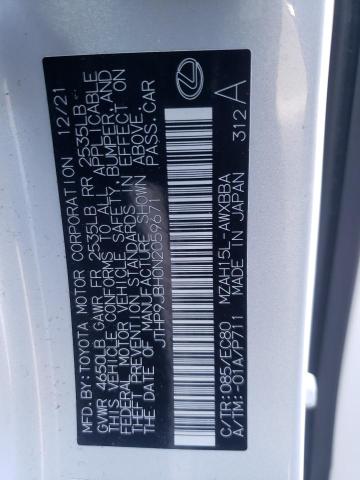 MFD.BY:TOYOTA MOTOR CORPORATION 12/21
GVWR 4650LB GAWR FR 2535LB RR 2535LB
THIS VEHICLE CONFORMS TO ALL APPLICABLE
FEDERAL MOTOR VEHICLE SAFETY, BUMPER, AND
THEFT PREVENTION STANDARDS IN EFFECT ON
THE DATE OF MANUFACTURE SHOWN ABOVE.
JTHP9JBH0N2059671 PASS.CAR
C/TR:085/EC80 MZAH15L-AWXBBA
A/TM:-01A/P711 MADE IN JAPAN 312 A